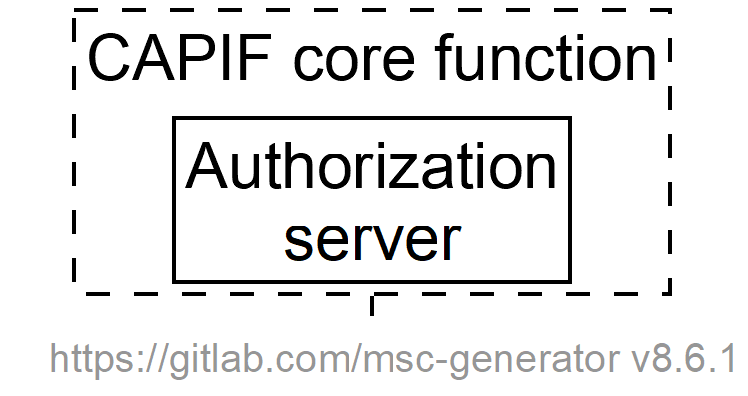 CAPIF core function
Authorization
server
https://gitlab.com/msc-generator v8.6.1